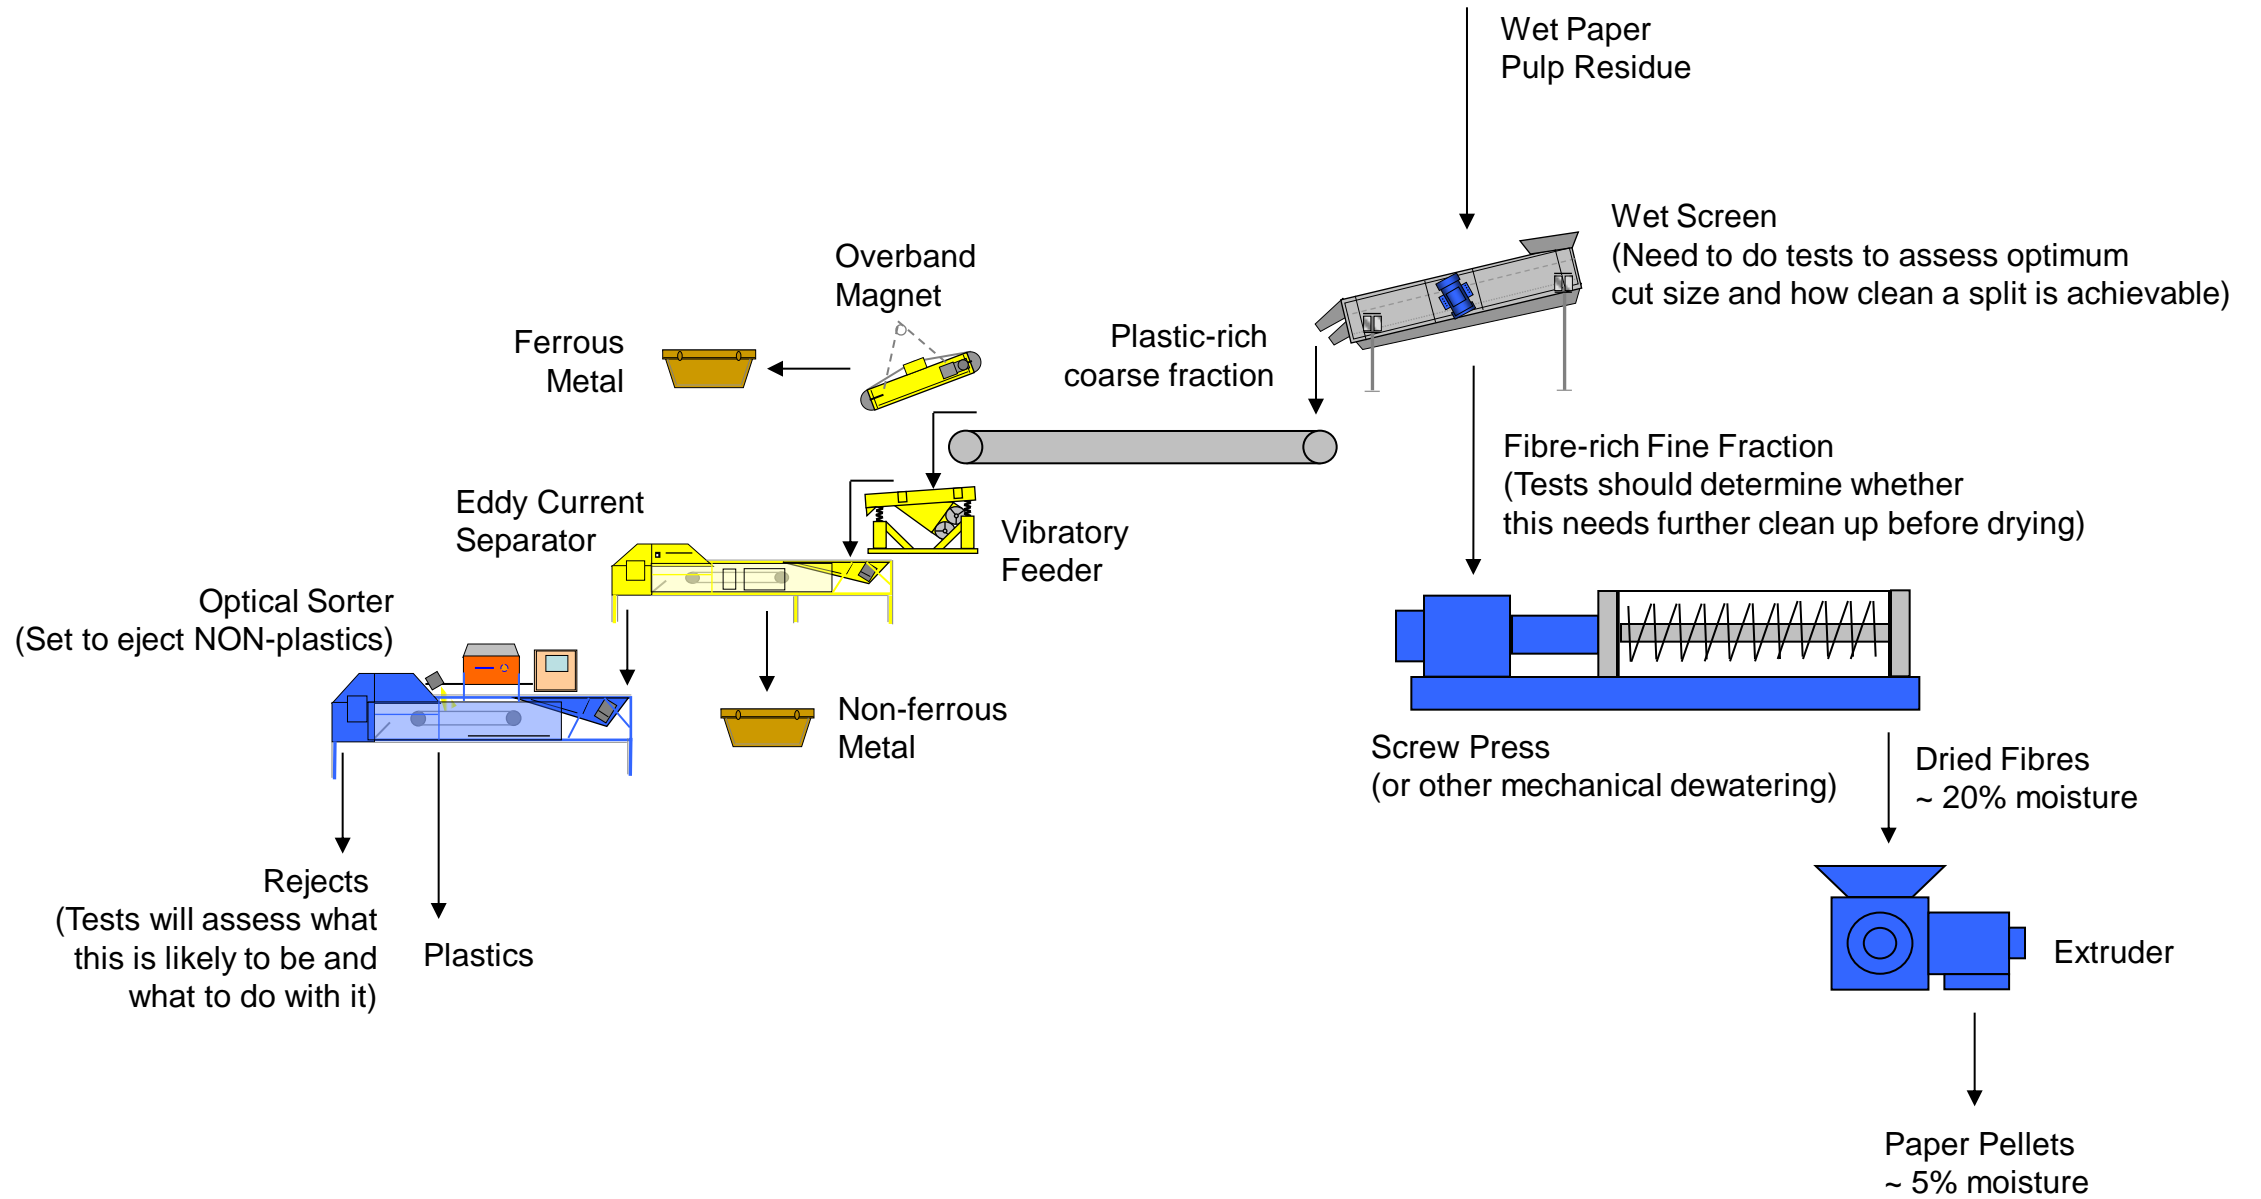 Wet Paper
Pulp Residue
Wet Screen
(Need to do tests to assess optimum
cut size and how clean a split is achievable)
Overband
Magnet
Ferrous
Metal
Plastic-rich
coarse fraction
Fibre-rich Fine Fraction
(Tests should determine whether
this needs further clean up before drying)
Eddy Current
Separator
Vibratory
Feeder
Optical Sorter
(Set to eject NON-plastics)
Non-ferrous
Metal
Screw Press
(or other mechanical dewatering)
Dried Fibres
~ 20% moisture
Rejects
(Tests will assess what
this is likely to be and
what to do with it)
Plastics
Extruder
Paper Pellets
~ 5% moisture